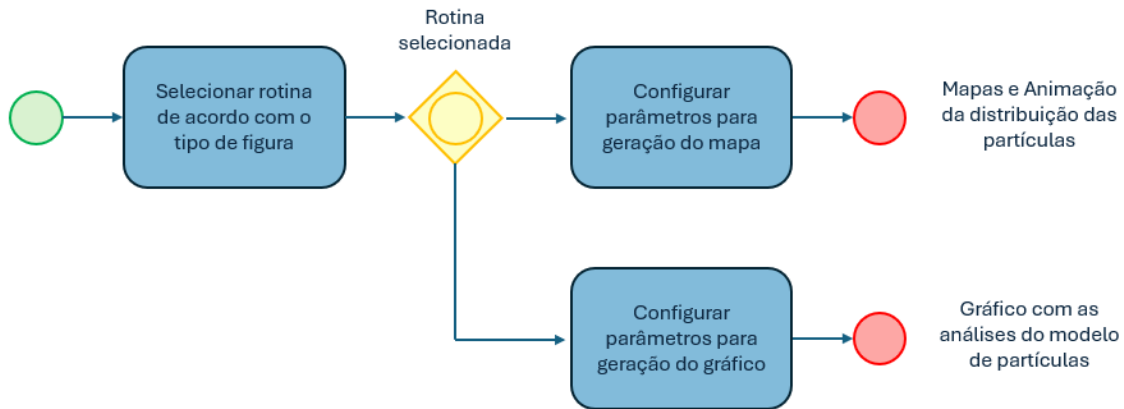 Rotina
selecionada
Selecionar rotina
de acordo com o
tipo de figura
Configurar
parâmetros para
geração do mapa
Mapas e Animação
da distribuição das
partículas
Configurar
parâmetros para
geração do gráfico
Gráfico com as
análises do modelo
de partículas